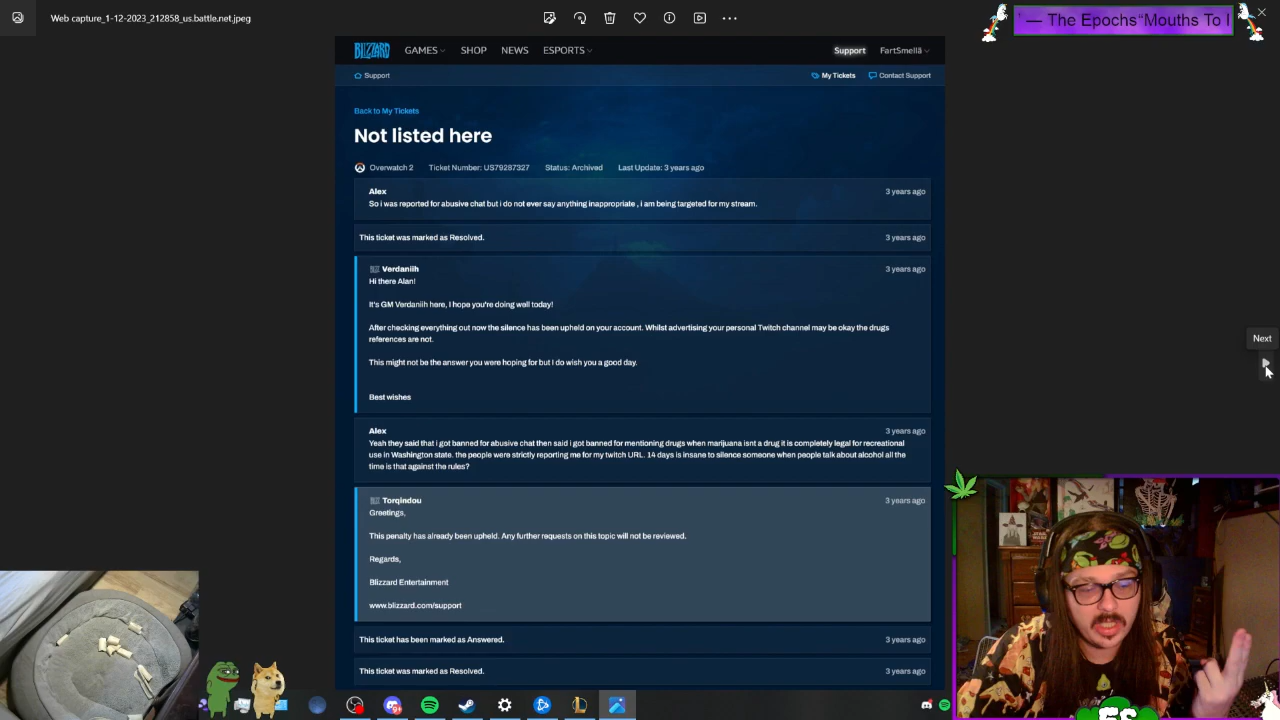 Web capture_1-12-2023_212858_us.battle.net.jpeg
— The Epochs "Mouths To
BLIZZARD GAMES SHOP NEWS ESPORTS Support FartSmellä
Support My Tickets Contact Support
Back to My Tickets
Not listed here
Overwatch 2 Ticket Number: US79287327 Status: Archived Last Update: 3 years ago
Alex 3 years ago
So i was reported for abusive chat but i do not ever say anything inappropriate , i am being targeted for my stream.
This ticket was marked as Resolved. 3 years ago
Verdaniih 3 years ago
Hi there Alan!
It's GM Verdaniih here, I hope you're doing well today!
After checking everything out now the silence has been upheld on your account. Whilst advertising your personal Twitch channel may be okay the drugs
references are not.
This might not be the answer you were hoping for but I do wish you a good day.
Best wishes
Next
Alex 3 years ago
Yeah they said that i got banned for abusive chat then said i got banned for mentioning drugs when marijuana isnt a drug it is completely legal for recreational
use in Washington state. the people were strictly reporting me for my twitch URL. 14 days is insane to silence someone when people talk about alcohol all the
time is that against the rules?
Torqindou 3 years ago
Greetings,
This penalty has already been upheld. Any further requests on this topic will not be reviewed.
Regards,
Blizzard Entertainment
www.blizzard.com/support
This ticket has been marked as Answered. 3 years ago
This ticket was marked as Resolved. 3 years ago